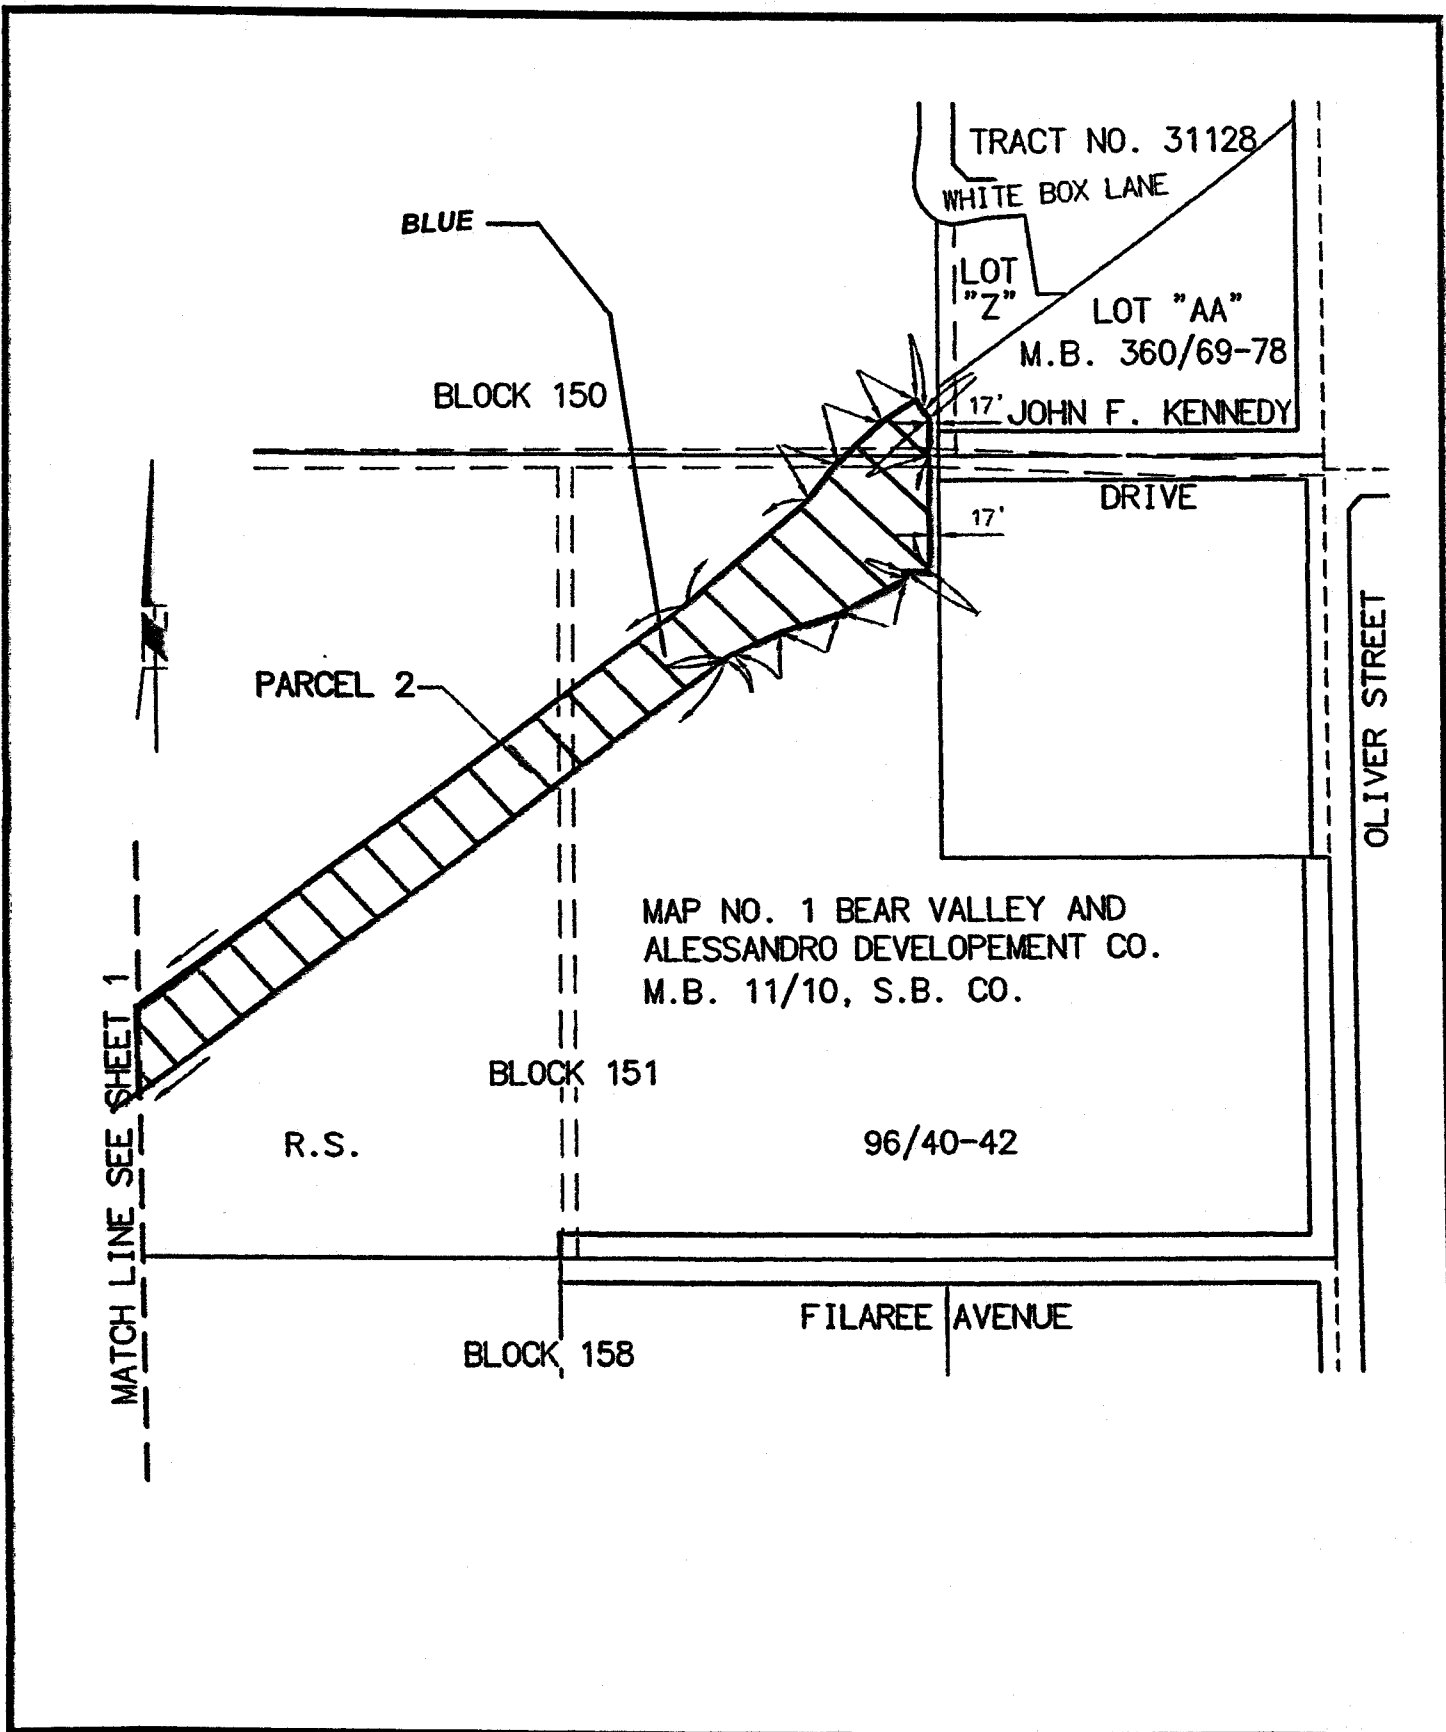 TRACT NO. 31128
WHITE BOX LANE
BLUE
LOT
"Z"
LOT "AA"
M.B. 360/69-78
BLOCK 150
17'
JOHN F. KENNEDY
DRIVE
17'
OLIVER STREET
PARCEL 2
MAP NO. 1 BEAR VALLEY AND
ALESSANDRO DEVELOPEMENT CO.
M.B. 11/10, S.B. CO.
MATCH LINE SEE SHEET 1
BLOCK 151
R.S.
96/40-42
FILAREE AVENUE
BLOCK 158